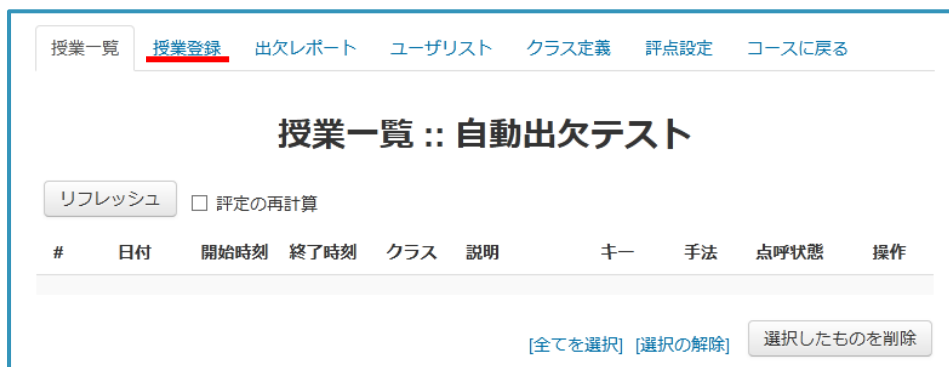 授業一覧 授業登録 出欠レポート ユーザリスト クラス定義 評点設定 コースに戻る
授業一覧 :: 自動出欠テスト
リフレッシュ 評定の再計算
# 日付 開始時刻 終了時刻 クラス 説明 キー 手法 点呼状態 操作
[全てを選択] [選択の解除] 選択したものを削除